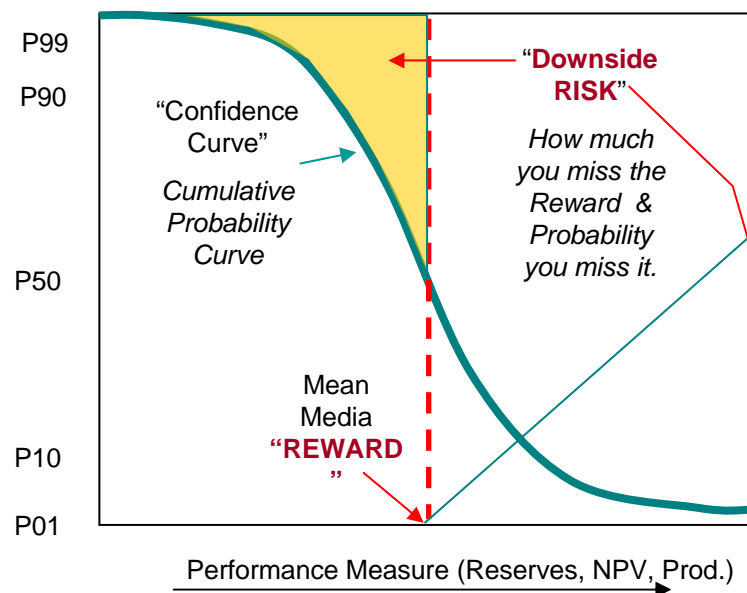 P99
P90
P50
P10
P01
“Confidence
Curve”
Cumulative
Probability
Curve
“Downside
RISK”
How much
you miss the
Reward &
Probability
you miss it.
Mean
Media
“REWARD
”
Performance Measure (Reserves, NPV, Prod.)